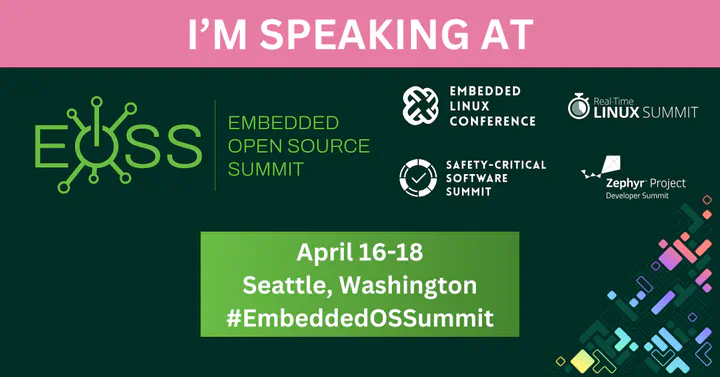 I’M SPEAKING AT
EOSS
EMBEDDED
OPEN SOURCE
SUMMIT
EMBEDDED
LINUX
CONFERENCE
Real-Time
LINUX SUMMIT
SAFETY-CRITICAL
SOFTWARE
SUMMIT
Zephyr® Project
Developer Summit
April 16-18
Seattle, Washington
#EmbeddedOSSummit